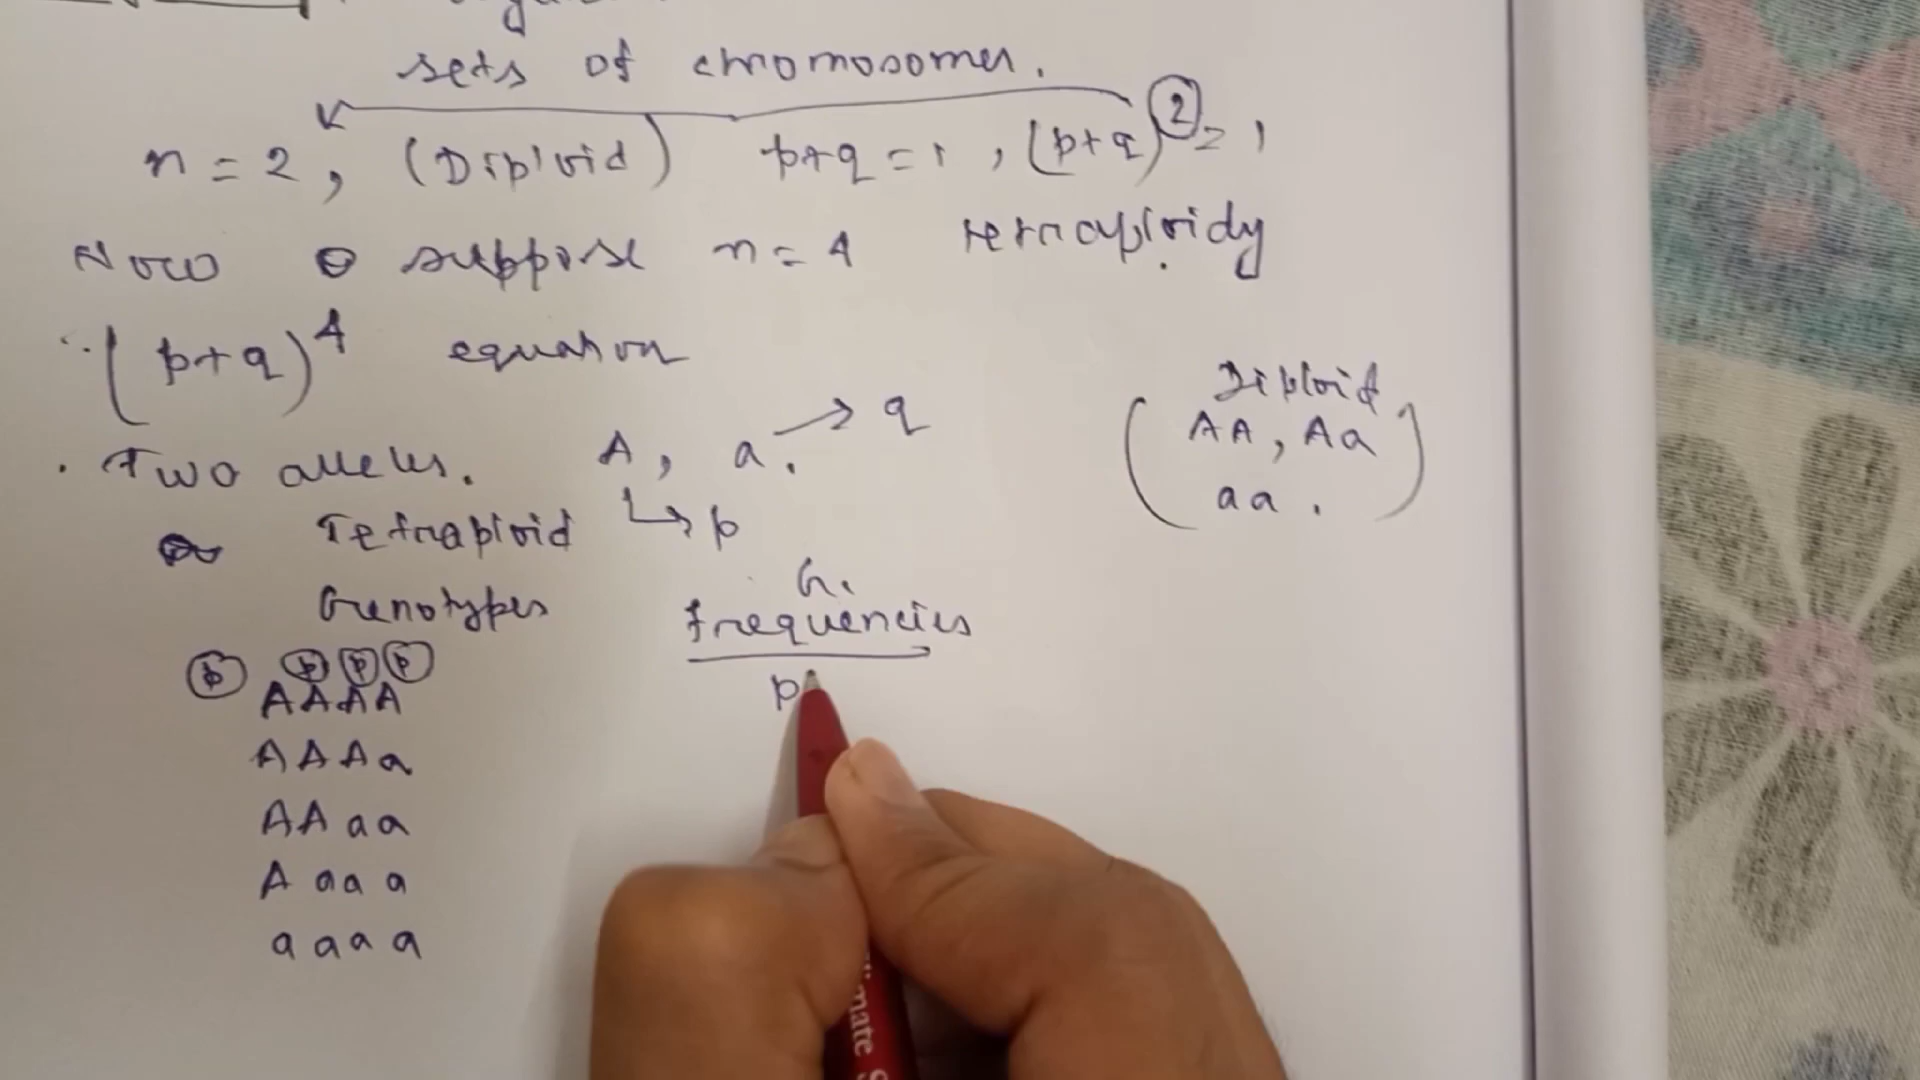 sets of chromosomes.
n = 2, (Diploid) p+q = 1, (p+q)² = 1
Now suppose n = 4 tetraploidy
∴ (p+q)⁴ equation
Diploid
. Two alleles. A, a. → q
AA, Aa
aa.
Tetraploid ↳ p
Genotypes
G.
frequencies
p p p p
AAAA
p
AAAa
AAaa
Aaaa
aaaa